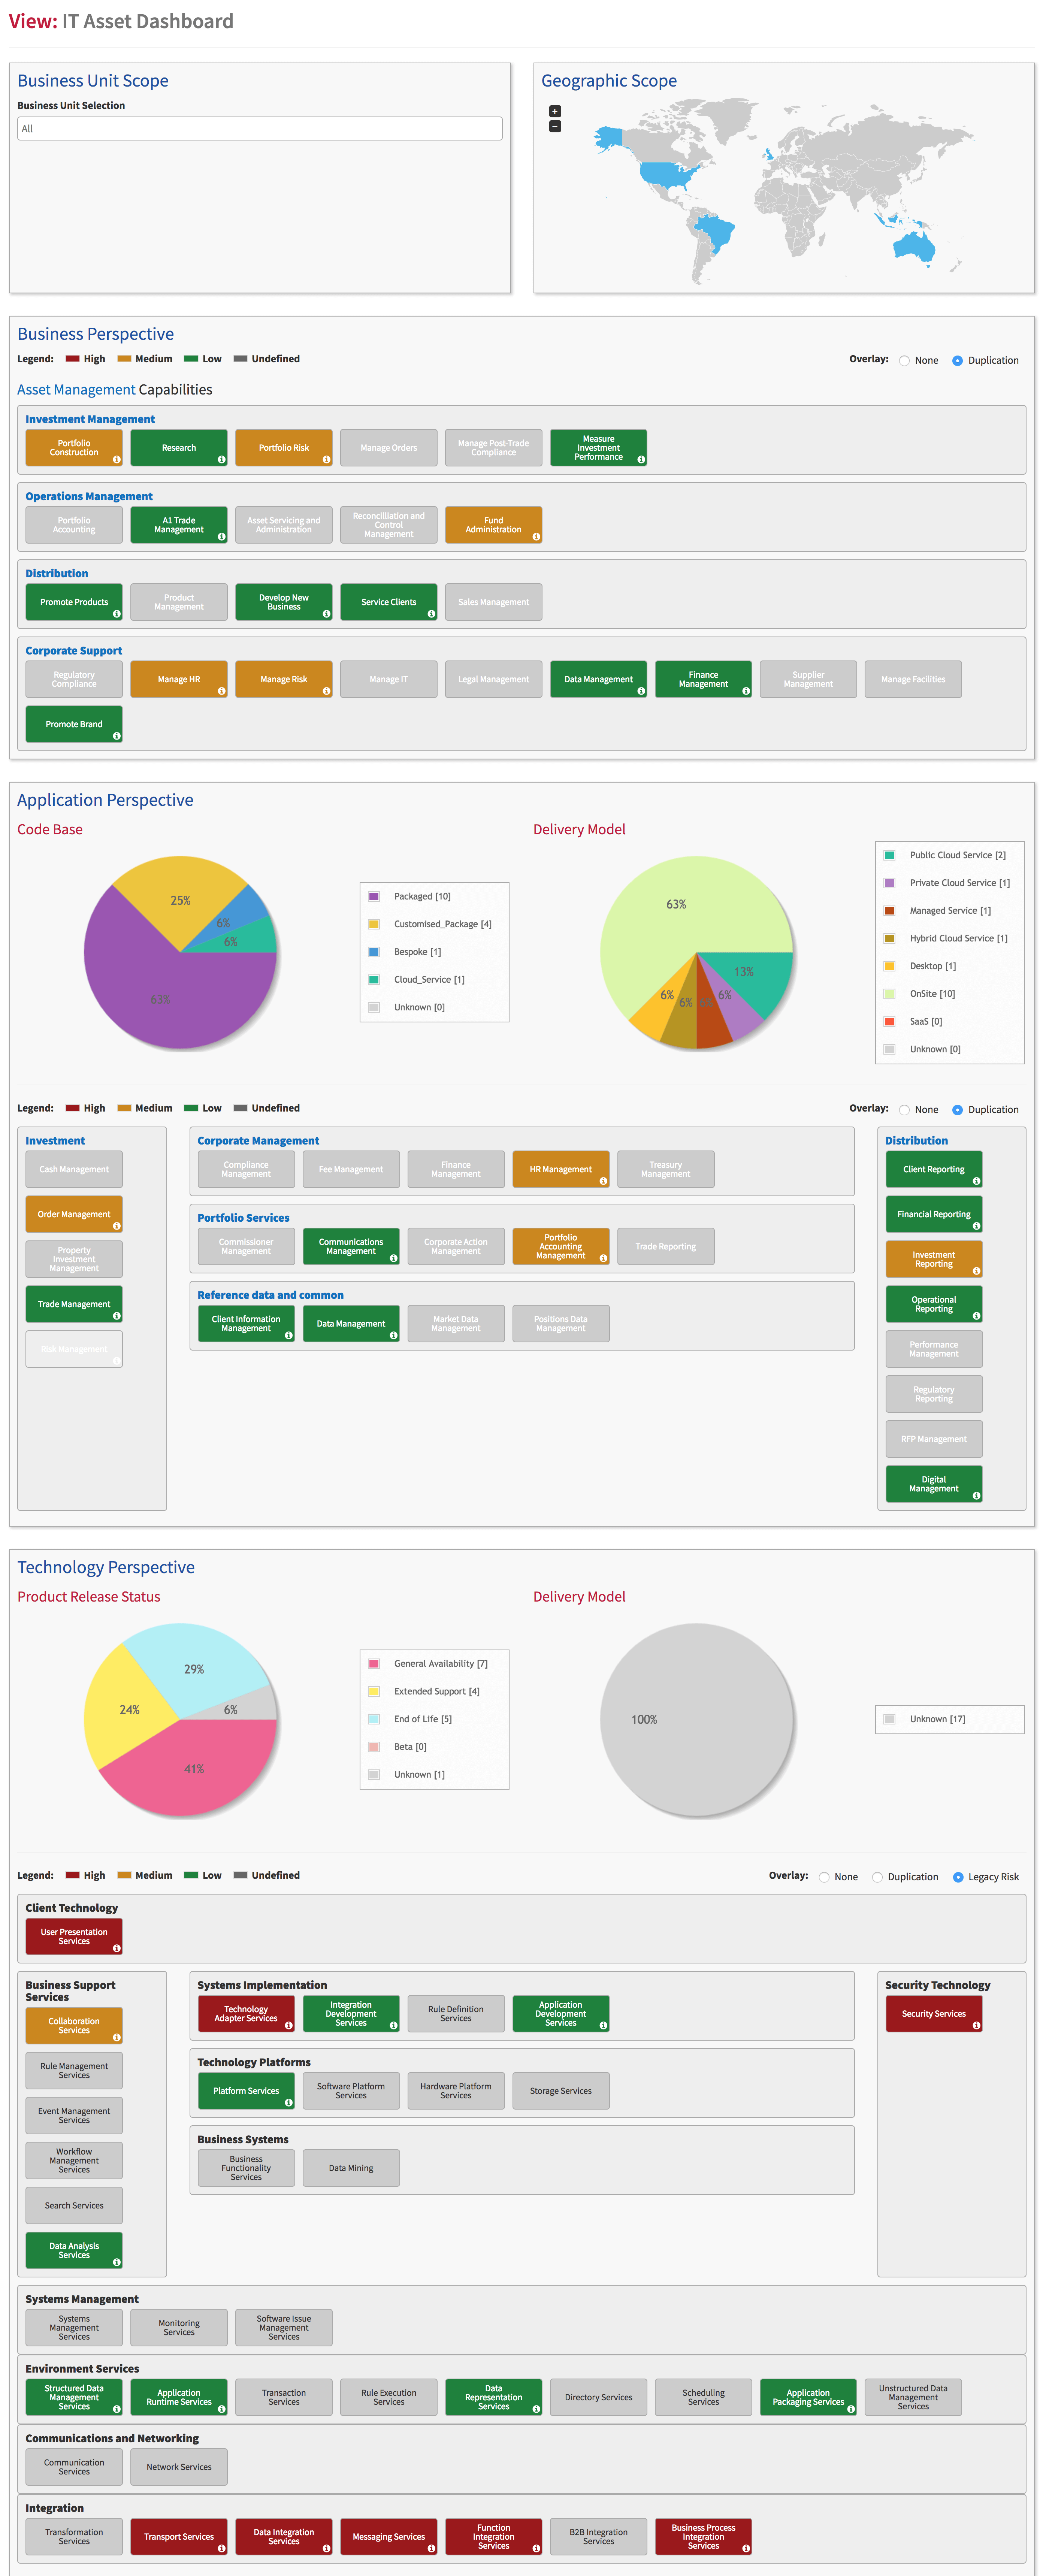 View: IT Asset Dashboard
Business Unit Scope
Business Unit Selection
All
Geographic Scope
+
−
Business Perspective
Legend: High Medium Low Undefined
Overlay: None Duplication
Asset Management Capabilities
Investment Management
Portfolio
Construction
Research
Portfolio Risk
Manage Orders
Manage Post-Trade
Compliance
Measure
Investment
Performance
Operations Management
Portfolio
Accounting
A1 Trade
Management
Asset Servicing and
Administration
Reconcilliation and
Control
Management
Fund
Administration
Distribution
Promote Products
Product
Management
Develop New
Business
Service Clients
Sales Management
Corporate Support
Regulatory
Compliance
Manage HR
Manage Risk
Manage IT
Legal Management
Data Management
Finance
Management
Supplier
Management
Manage Facilities
Promote Brand
Application Perspective
Code Base
25%
6%
6%
63%
Packaged [10]
Customised_Package [4]
Bespoke [1]
Cloud_Service [1]
Unknown [0]
Delivery Model
63%
13%
6%
6%
6%
6%
Public Cloud Service [2]
Private Cloud Service [1]
Managed Service [1]
Hybrid Cloud Service [1]
Desktop [1]
OnSite [10]
SaaS [0]
Unknown [0]
Legend: High Medium Low Undefined
Overlay: None Duplication
Investment
Cash Management
Order Management
Property
Investment
Management
Trade Management
Risk Management
Corporate Management
Compliance
Management
Fee Management
Finance
Management
HR Management
Treasury
Management
Portfolio Services
Commissioner
Management
Communications
Management
Corporate Action
Management
Portfolio
Accounting
Management
Trade Reporting
Reference data and common
Client Information
Management
Data Management
Market Data
Management
Positions Data
Management
Distribution
Client Reporting
Financial Reporting
Investment
Reporting
Operational
Reporting
Performance
Management
Regulatory
Reporting
RFP Management
Digital
Management
Technology Perspective
Product Release Status
29%
24%
6%
41%
General Availability [7]
Extended Support [4]
End of Life [5]
Beta [0]
Unknown [1]
Delivery Model
100%
Unknown [17]
Legend: High Medium Low Undefined
Overlay: None Duplication Legacy Risk
Client Technology
User Presentation
Services
Business Support
Services
Collaboration
Services
Rule Management
Services
Event Management
Services
Workflow
Management
Services
Search Services
Data Analysis
Services
Systems Implementation
Technology
Adapter Services
Integration
Development
Services
Rule Definition
Services
Application
Development
Services
Technology Platforms
Platform Services
Software Platform
Services
Hardware Platform
Services
Storage Services
Business Systems
Business
Functionality
Services
Data Mining
Security Technology
Security Services
Systems Management
Systems
Management
Services
Monitoring
Services
Software Issue
Management
Services
Environment Services
Structured Data
Management
Services
Application
Runtime Services
Transaction
Services
Rule Execution
Services
Data
Representation
Services
Directory Services
Scheduling
Services
Application
Packaging Services
Unstructured Data
Management
Services
Communications and Networking
Communication
Services
Network Services
Integration
Transformation
Services
Transport Services
Data Integration
Services
Messaging Services
Function
Integration
Services
B2B Integration
Services
Business Process
Integration
Services